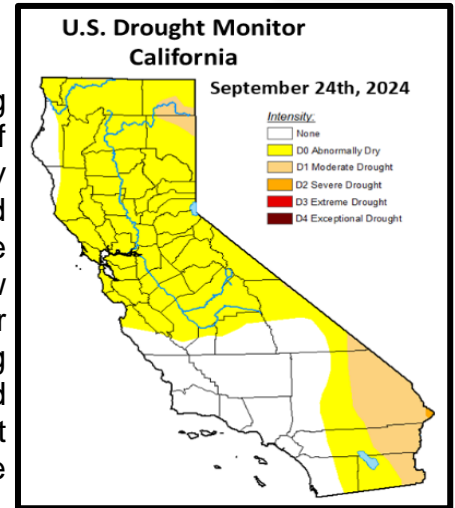 U.S. Drought Monitor
California
September 24th, 2024
Intensity:
None
D0 Abnormally Dry
D1 Moderate Drought
D2 Severe Drought
D3 Extreme Drought
D4 Exceptional Drought